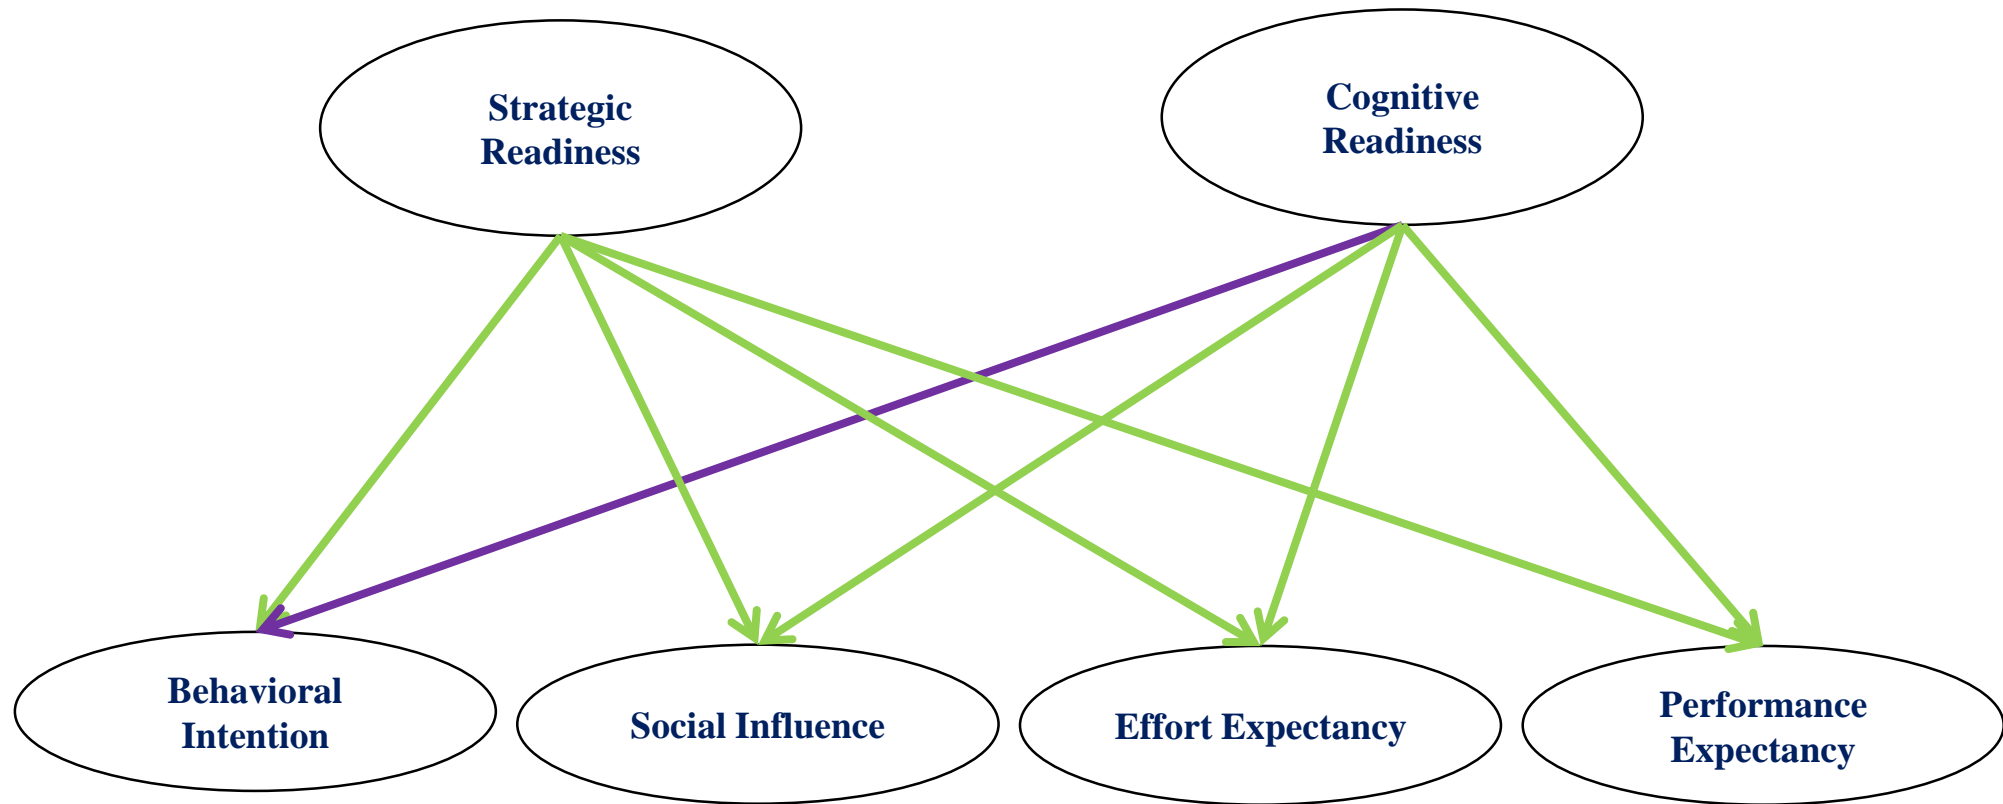 Strategic
Readiness
Cognitive
Readiness
Behavioral
Intention
Social Influence
Effort Expectancy
Performance
Expectancy